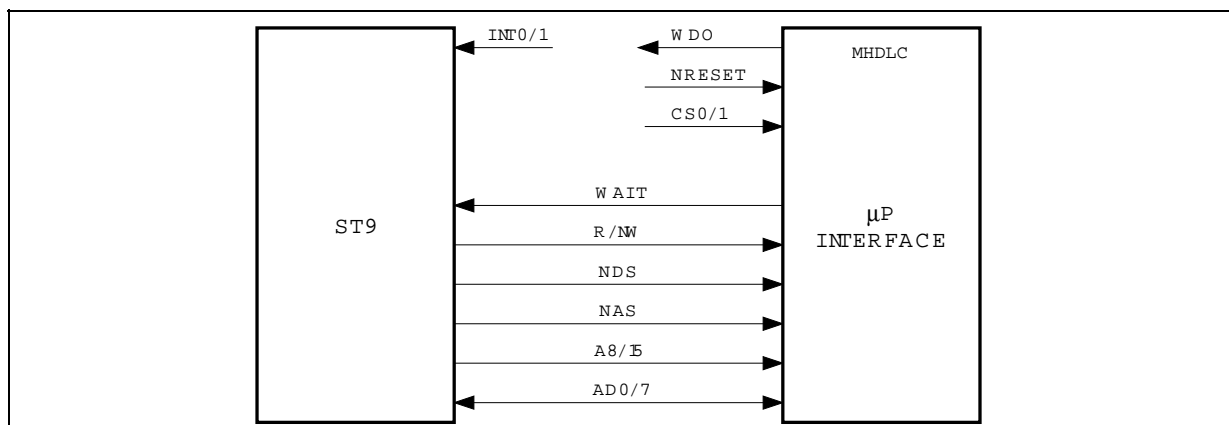 INT0/1
WDO
MHDLC
NRESET
CS0/1
WAIT
ST9
µP
INTERFACE
R/NW
NDS
NAS
A8/15
AD0/7